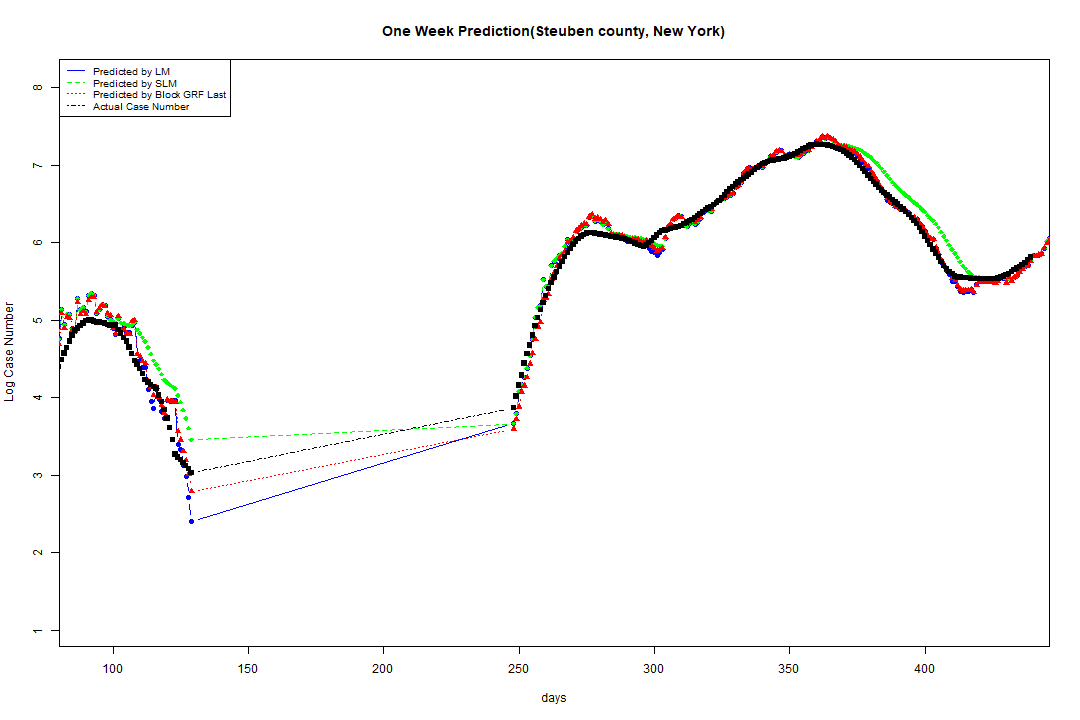 One Week Prediction(Steuben county, New York)
Predicted by LM
Predicted by SLM
Predicted by Block GRF Last
Actual Case Number
8
7
6
5
4
3
2
1
Log Case Number
100 150 200 250 300 350 400
days